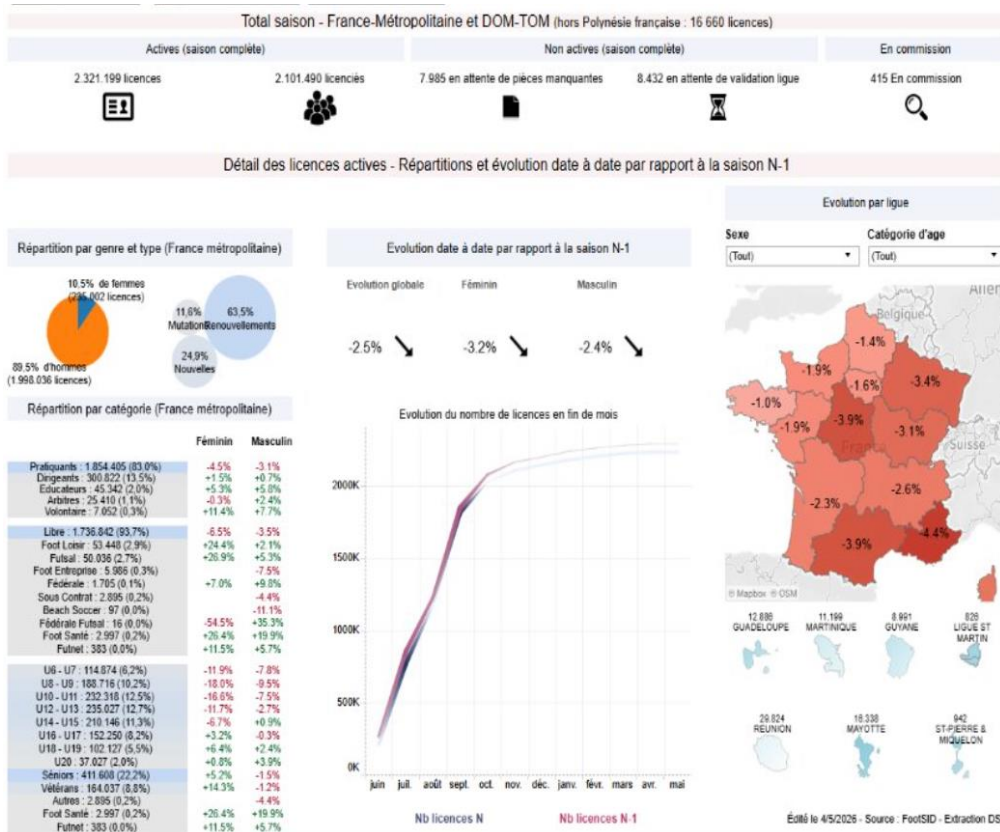 Total saison - France-Métropolitaine et DOM-TOM (hors Polynésie française : 16 660 licences)
Actives (saison complète)
Non actives (saison complète)
En commission
2.321.199 licences
2.101.490 licenciés
7.985 en attente de pièces manquantes
8.432 en attente de validation ligue
415 En commission
Détail des licences actives - Répartitions et évolution date à date par rapport à la saison N-1
Répartition par genre et type (France métropolitaine)
10,5% de femmes
(235.002 licences)
89,5% d'hommes
(1.998.036 licences)
11,6%
Mutation
63,5%
Renouvellements
24,9%
Nouvelles
Evolution date à date par rapport à la saison N-1
Evolution globale
Féminin
Masculin
-2.5%
-3.2%
-2.4%
Evolution par ligue
Sexe
Catégorie d'age
(Tout)
(Tout)
Belgique
-1.4%
-1.9%
-1.6%
-3.4%
-1.0%
-1.9%
-3.9%
-3.1%
France
Suisse
-2.3%
-2.6%
-3.9%
-4.4%
© Mapbox © OSM
Répartition par catégorie (France métropolitaine)
Féminin Masculin
Pratiquants : 1.854.405 (83,0%) -4.5% -3.1%
Dirigeants : 300.822 (13,5%) +1.5% +0.7%
Educateurs : 45.342 (2,0%) +5.3% +5.8%
Arbitres : 25.410 (1,1%) -0.3% +2.4%
Volontaire : 7.052 (0,3%) +11.4% +7.7%
Libre : 1.736.842 (93,7%) -6.5% -3.5%
Foot Loisir : 53.448 (2,9%) +24.4% +2.1%
Futsal : 50.036 (2,7%) +26.9% +5.3%
Foot Entreprise : 5.986 (0,3%) -7.5%
Fédérale : 1.705 (0,1%) +7.0% +9.8%
Sous Contrat : 2.895 (0,2%) -4.4%
Beach Soccer : 97 (0,0%) -11.1%
Fédérale Futsal : 16 (0,0%) -54.5% +35.3%
Foot Santé : 2.997 (0,2%) +26.4% +19.9%
Futnet : 383 (0,0%) +11.5% +5.7%
U6 - U7 : 114.874 (6,2%) -11.9% -7.8%
U8 - U9 : 188.716 (10,2%) -18.0% -9.5%
U10 - U11 : 232.318 (12,5%) -16.6% -7.5%
U12 - U13 : 235.027 (12,7%) -11.7% -2.7%
U14 - U15 : 210.146 (11,3%) -6.7% +0.9%
U16 - U17 : 152.250 (8,2%) +3.2% -0.3%
U18 - U19 : 102.127 (5,5%) +6.4% +2.4%
U20 : 37.027 (2,0%) +0.8% +3.9%
Séniors : 411.608 (22,2%) +5.2% -1.5%
Vétérans : 164.037 (8,8%) +14.3% -1.2%
Autres : 2.895 (0,2%) -4.4%
Foot Santé : 2.997 (0,2%) +26.4% +19.9%
Futnet : 383 (0,0%) +11.5% +5.7%
Evolution du nombre de licences en fin de mois
2000K
1500K
1000K
500K
0K
juin juil. août sept. oct. nov. déc. janv. févr. mars avr. mai
Nb licences N
Nb licences N-1
12.886
GUADELOUPE
11.199
MARTINIQUE
8.991
GUYANE
826
LIGUE ST
MARTIN
29.824
REUNION
16.338
MAYOTTE
942
ST-PIERRE &
MIQUELON
Édité le 4/5/2026 - Source : FootSID - Extraction DS